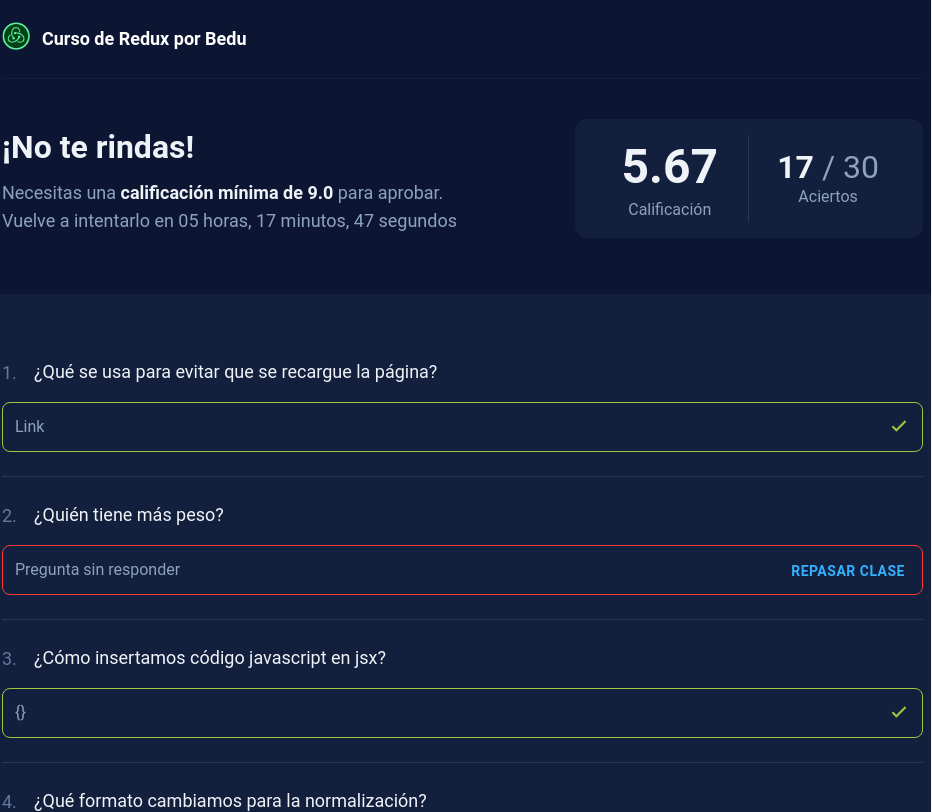 Curso de Redux por Bedu
¡No te rindas!
Necesitas una calificación mínima de 9.0 para aprobar.
Vuelve a intentarlo en 05 horas, 17 minutos, 47 segundos
5.67
Calificación
17 / 30
Aciertos
1. ¿Qué se usa para evitar que se recargue la página?
Link
2. ¿Quién tiene más peso?
Pregunta sin responder REPASAR CLASE
3. ¿Cómo insertamos código javascript en jsx?
{}
4. ¿Qué formato cambiamos para la normalización?